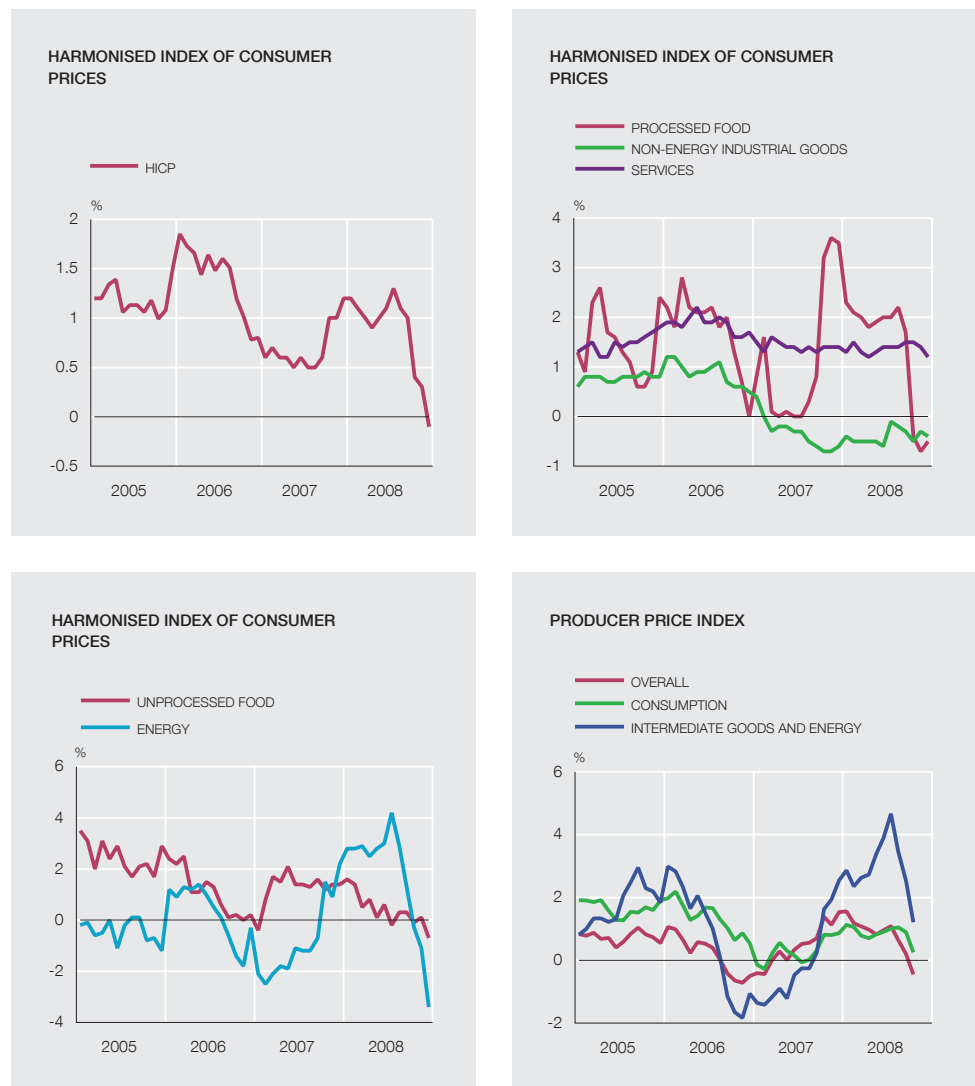 HARMONISED INDEX OF CONSUMER
PRICES
HICP
%
2
1.5
1
0.5
0
-0.5
2005 2006 2007 2008
HARMONISED INDEX OF CONSUMER
PRICES
PROCESSED FOOD
NON-ENERGY INDUSTRIAL GOODS
SERVICES
%
4
3
2
1
0
-1
2005 2006 2007 2008
HARMONISED INDEX OF CONSUMER
PRICES
UNPROCESSED FOOD
ENERGY
%
6
4
2
0
-2
-4
2005 2006 2007 2008
PRODUCER PRICE INDEX
OVERALL
CONSUMPTION
INTERMEDIATE GOODS AND ENERGY
%
6
4
2
0
-2
2005 2006 2007 2008